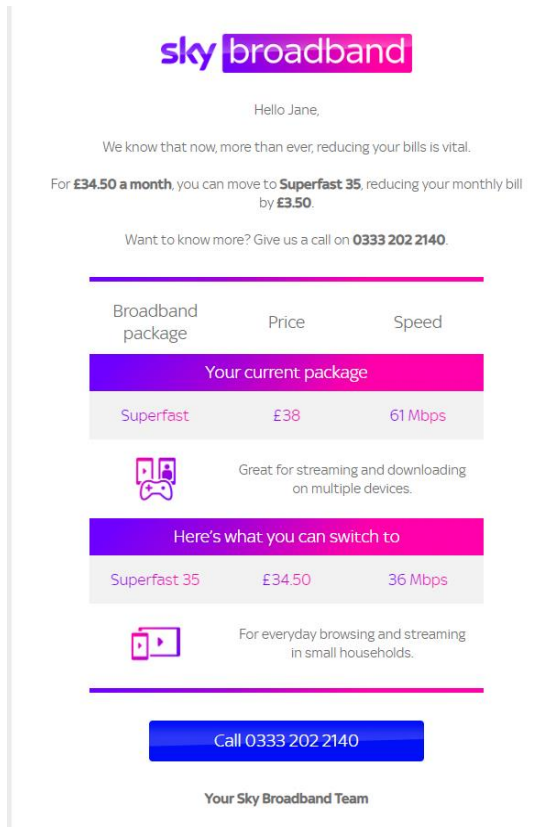 sky broadband
Hello Jane,
We know that now, more than ever, reducing your bills is vital.
For £34.50 a month, you can move to Superfast 35, reducing your monthly bill
by £3.50.
Want to know more? Give us a call on 0333 202 2140.
Broadband
package
Price
Speed
Your current package
Superfast £38 61 Mbps
Great for streaming and downloading
on multiple devices.
Here's what you can switch to
Superfast 35 £34.50 36 Mbps
For everyday browsing and streaming
in small households.
Call 0333 202 2140
Your Sky Broadband Team